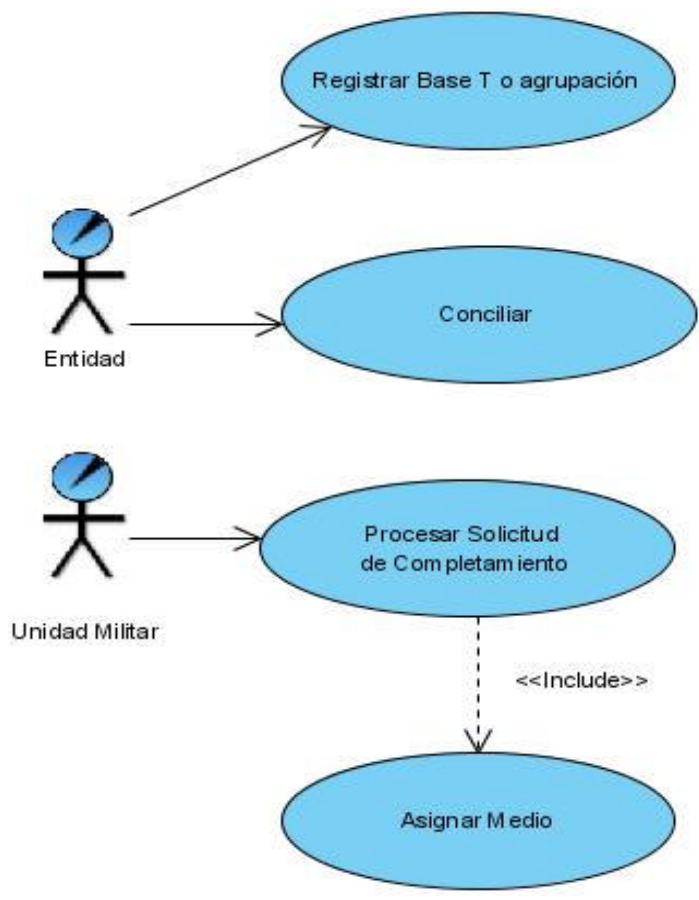 Registrar Base T o agrupación
Conciliar
Entidad
Procesar Solicitud
de Completamiento
Unidad Militar
<<Include>>
Asignar Medio